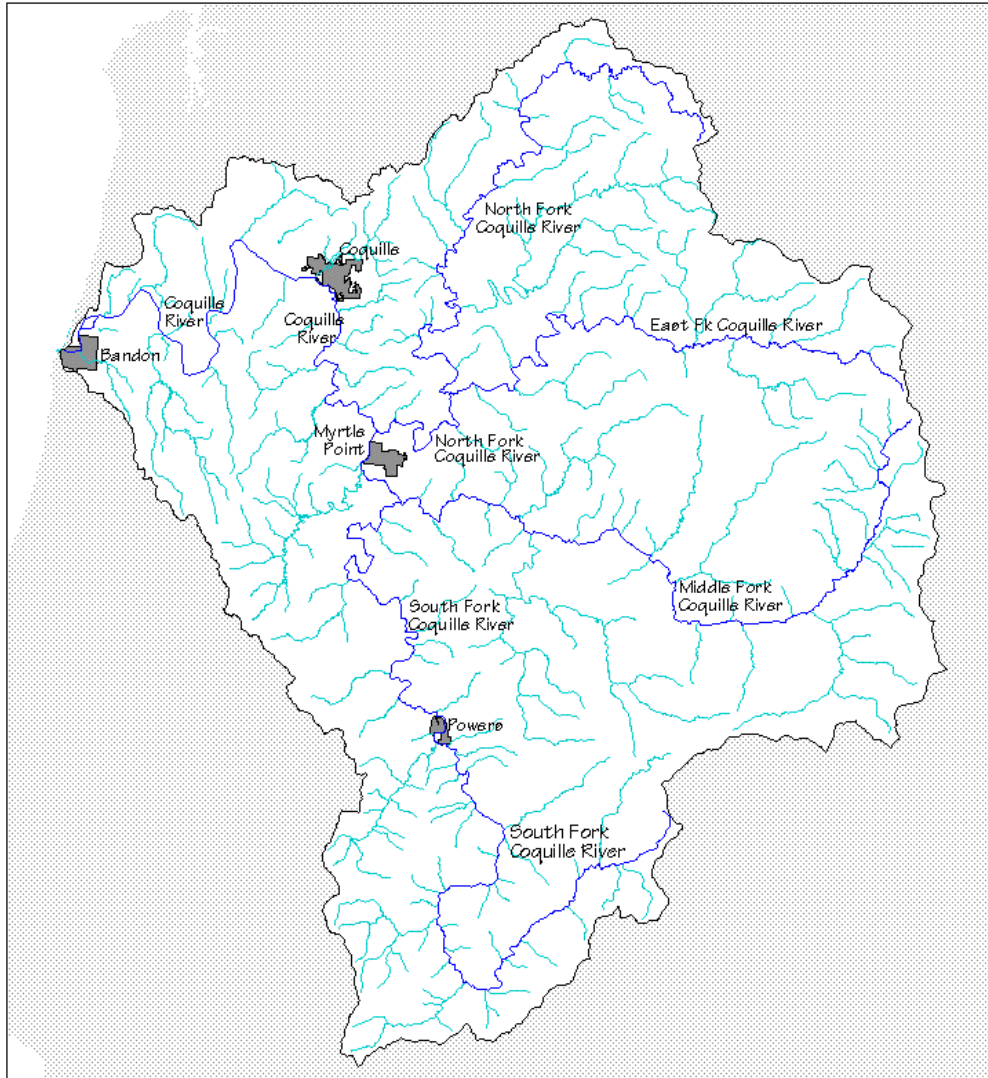 North Fork
Coquille River
Coquille
Coquille
River
Coquille
River
East Fk Coquille River
Bandon
Myrtle
Point
North Fork
Coquille River
Middle Fork
Coquille River
South Fork
Coquille River
Powers
South Fork
Coquille River